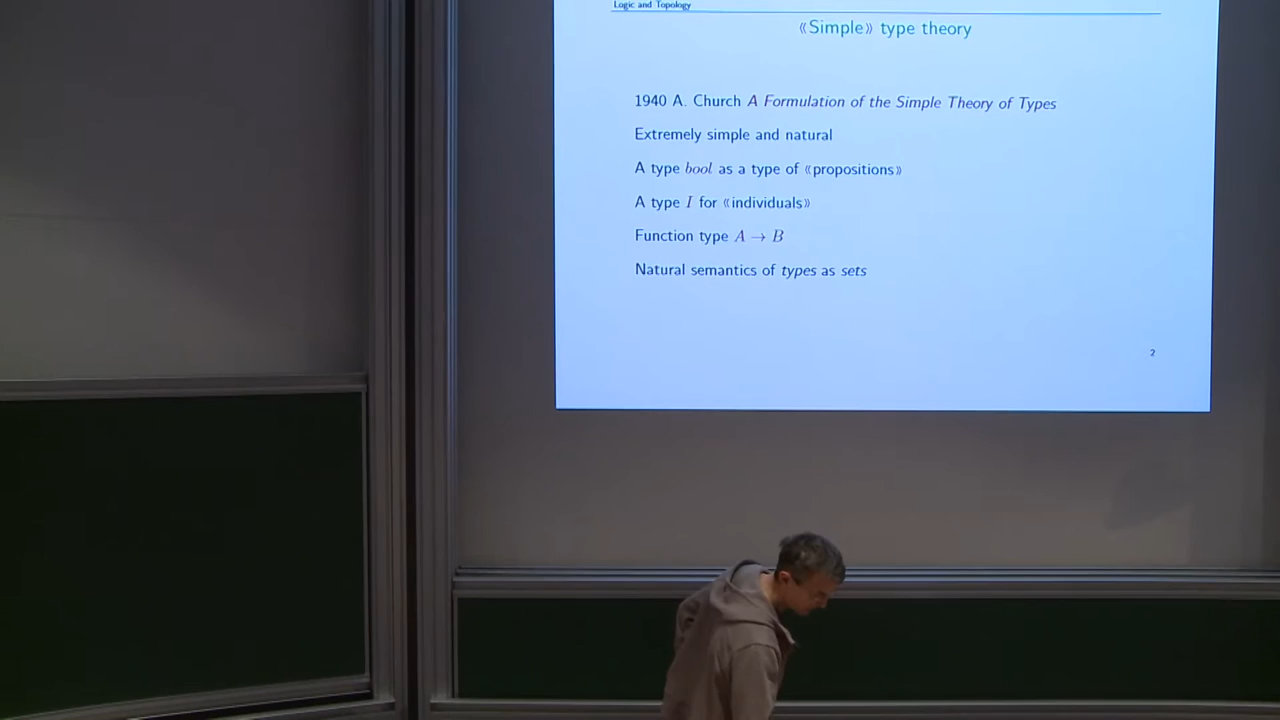 Logic and Topology
《Simple》 type theory
1940 A. Church A Formulation of the Simple Theory of Types
Extremely simple and natural
A type bool as a type of 《propositions》
A type I for 《individuals》
Function type A → B
Natural semantics of types as sets
2